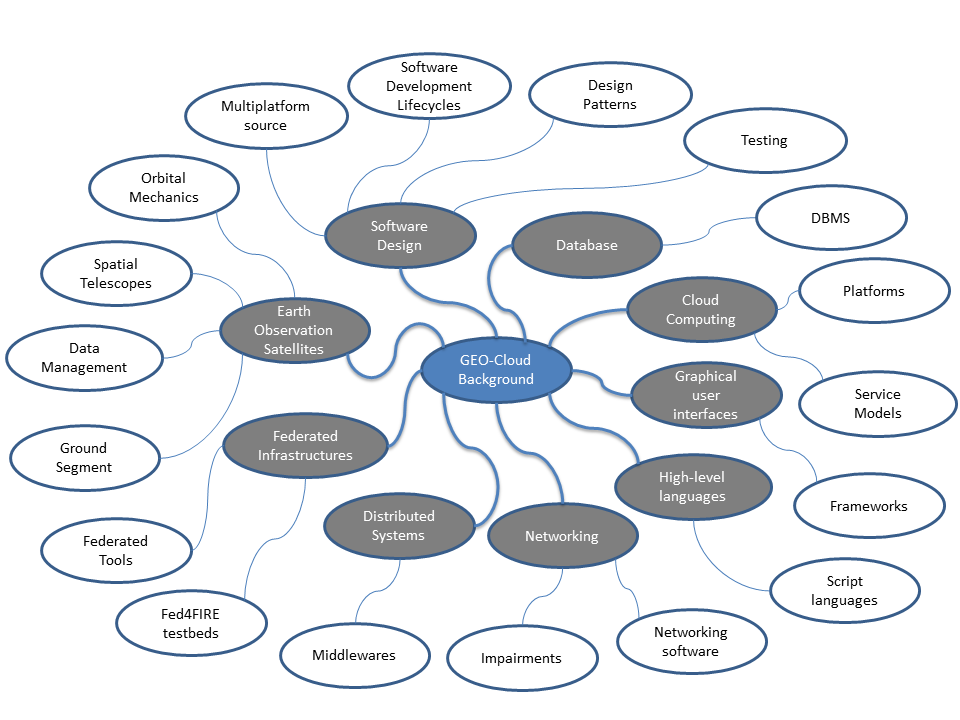 Software
Development
Lifecycles
Design
Patterns
Multiplatform
source
Testing
Orbital
Mechanics
DBMS
Software
Design
Database
Spatial
Telescopes
Platforms
Cloud
Computing
Earth
Observation
Satellites
Data
Management
GEO-Cloud
Background
Graphical
user
interfaces
Service
Models
Federated
Infrastructures
Ground
Segment
High-level
languages
Frameworks
Distributed
Systems
Networking
Federated
Tools
Script
languages
Fed4FIRE
testbeds
Middlewares
Impairments
Networking
software